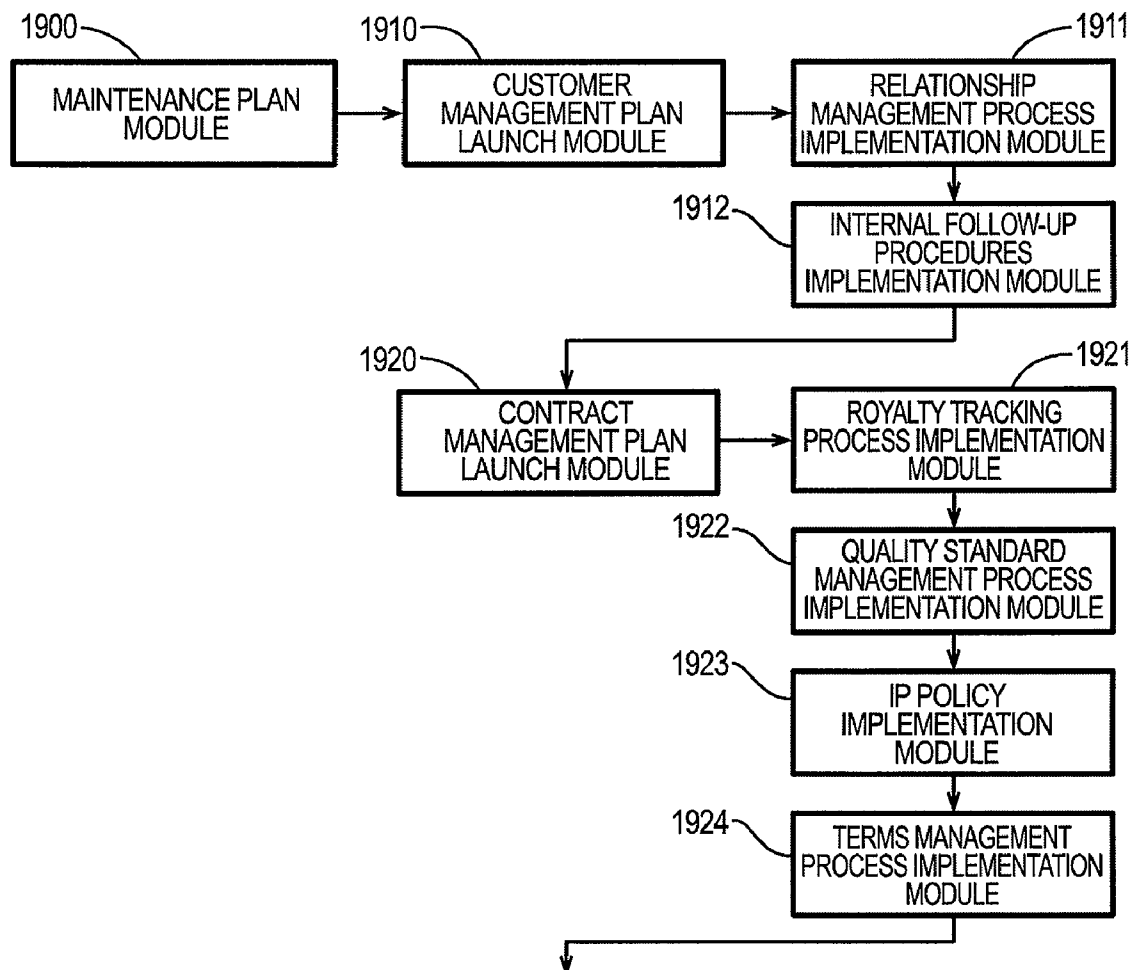 1900
MAINTENANCE PLAN
MODULE
1910
CUSTOMER
MANAGEMENT PLAN
LAUNCH MODULE
1911
RELATIONSHIP
MANAGEMENT PROCESS
IMPLEMENTATION MODULE
1912
INTERNAL FOLLOW-UP
PROCEDURES
IMPLEMENTATION MODULE
1920
CONTRACT
MANAGEMENT PLAN
LAUNCH MODULE
1921
ROYALTY TRACKING
PROCESS IMPLEMENTATION
MODULE
1922
QUALITY STANDARD
MANAGEMENT PROCESS
IMPLEMENTATION MODULE
1923
IP POLICY
IMPLEMENTATION
MODULE
1924
TERMS MANAGEMENT
PROCESS IMPLEMENTATION
MODULE